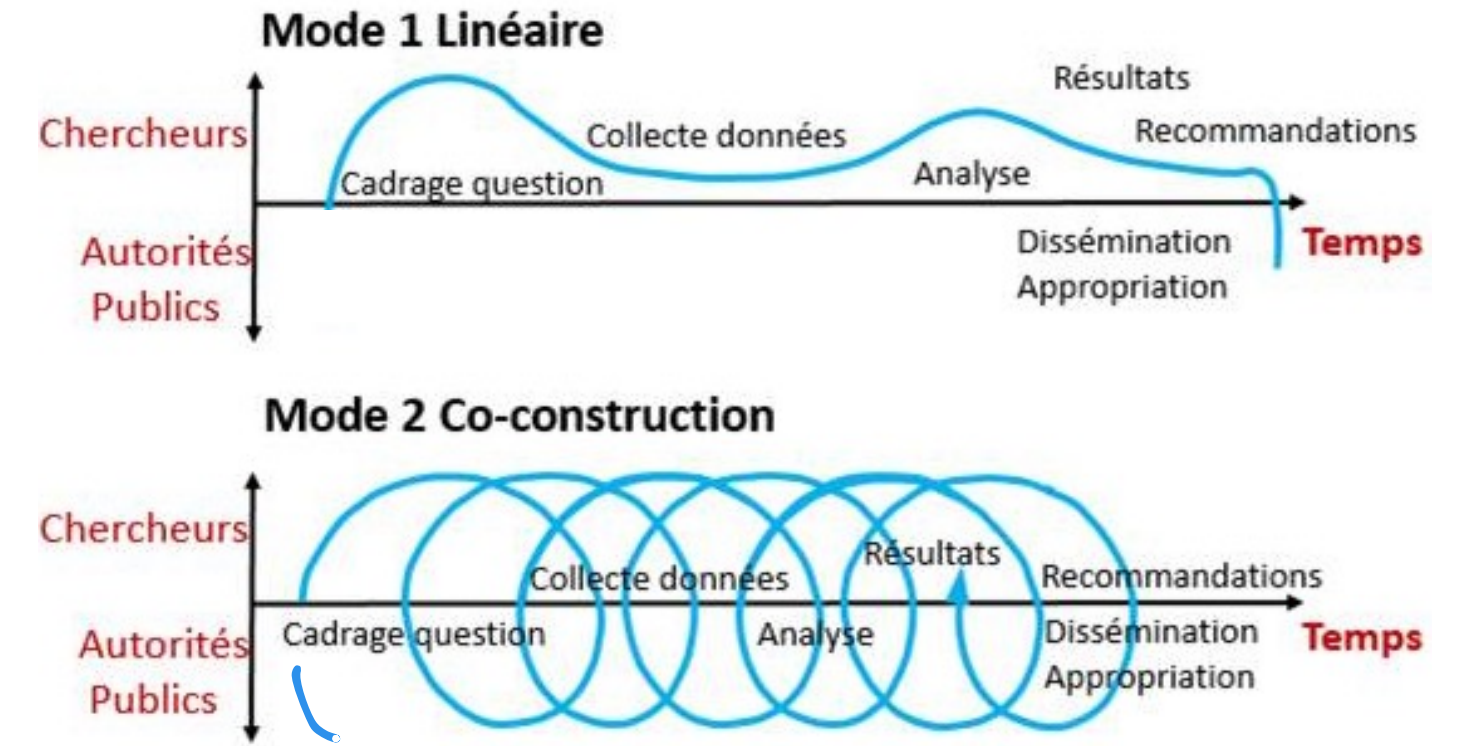 Mode 1 Linéaire
Résultats
Chercheurs
Collecte données
Recommandations
Cadrage question
Analyse
Autorités
Publics
Dissémination
Appropriation
Temps
Mode 2 Co-construction
Chercheurs
Résultats
Collecte données
Recommandations
Cadrage question
Analyse
Autorités
Publics
Dissémination
Appropriation
Temps